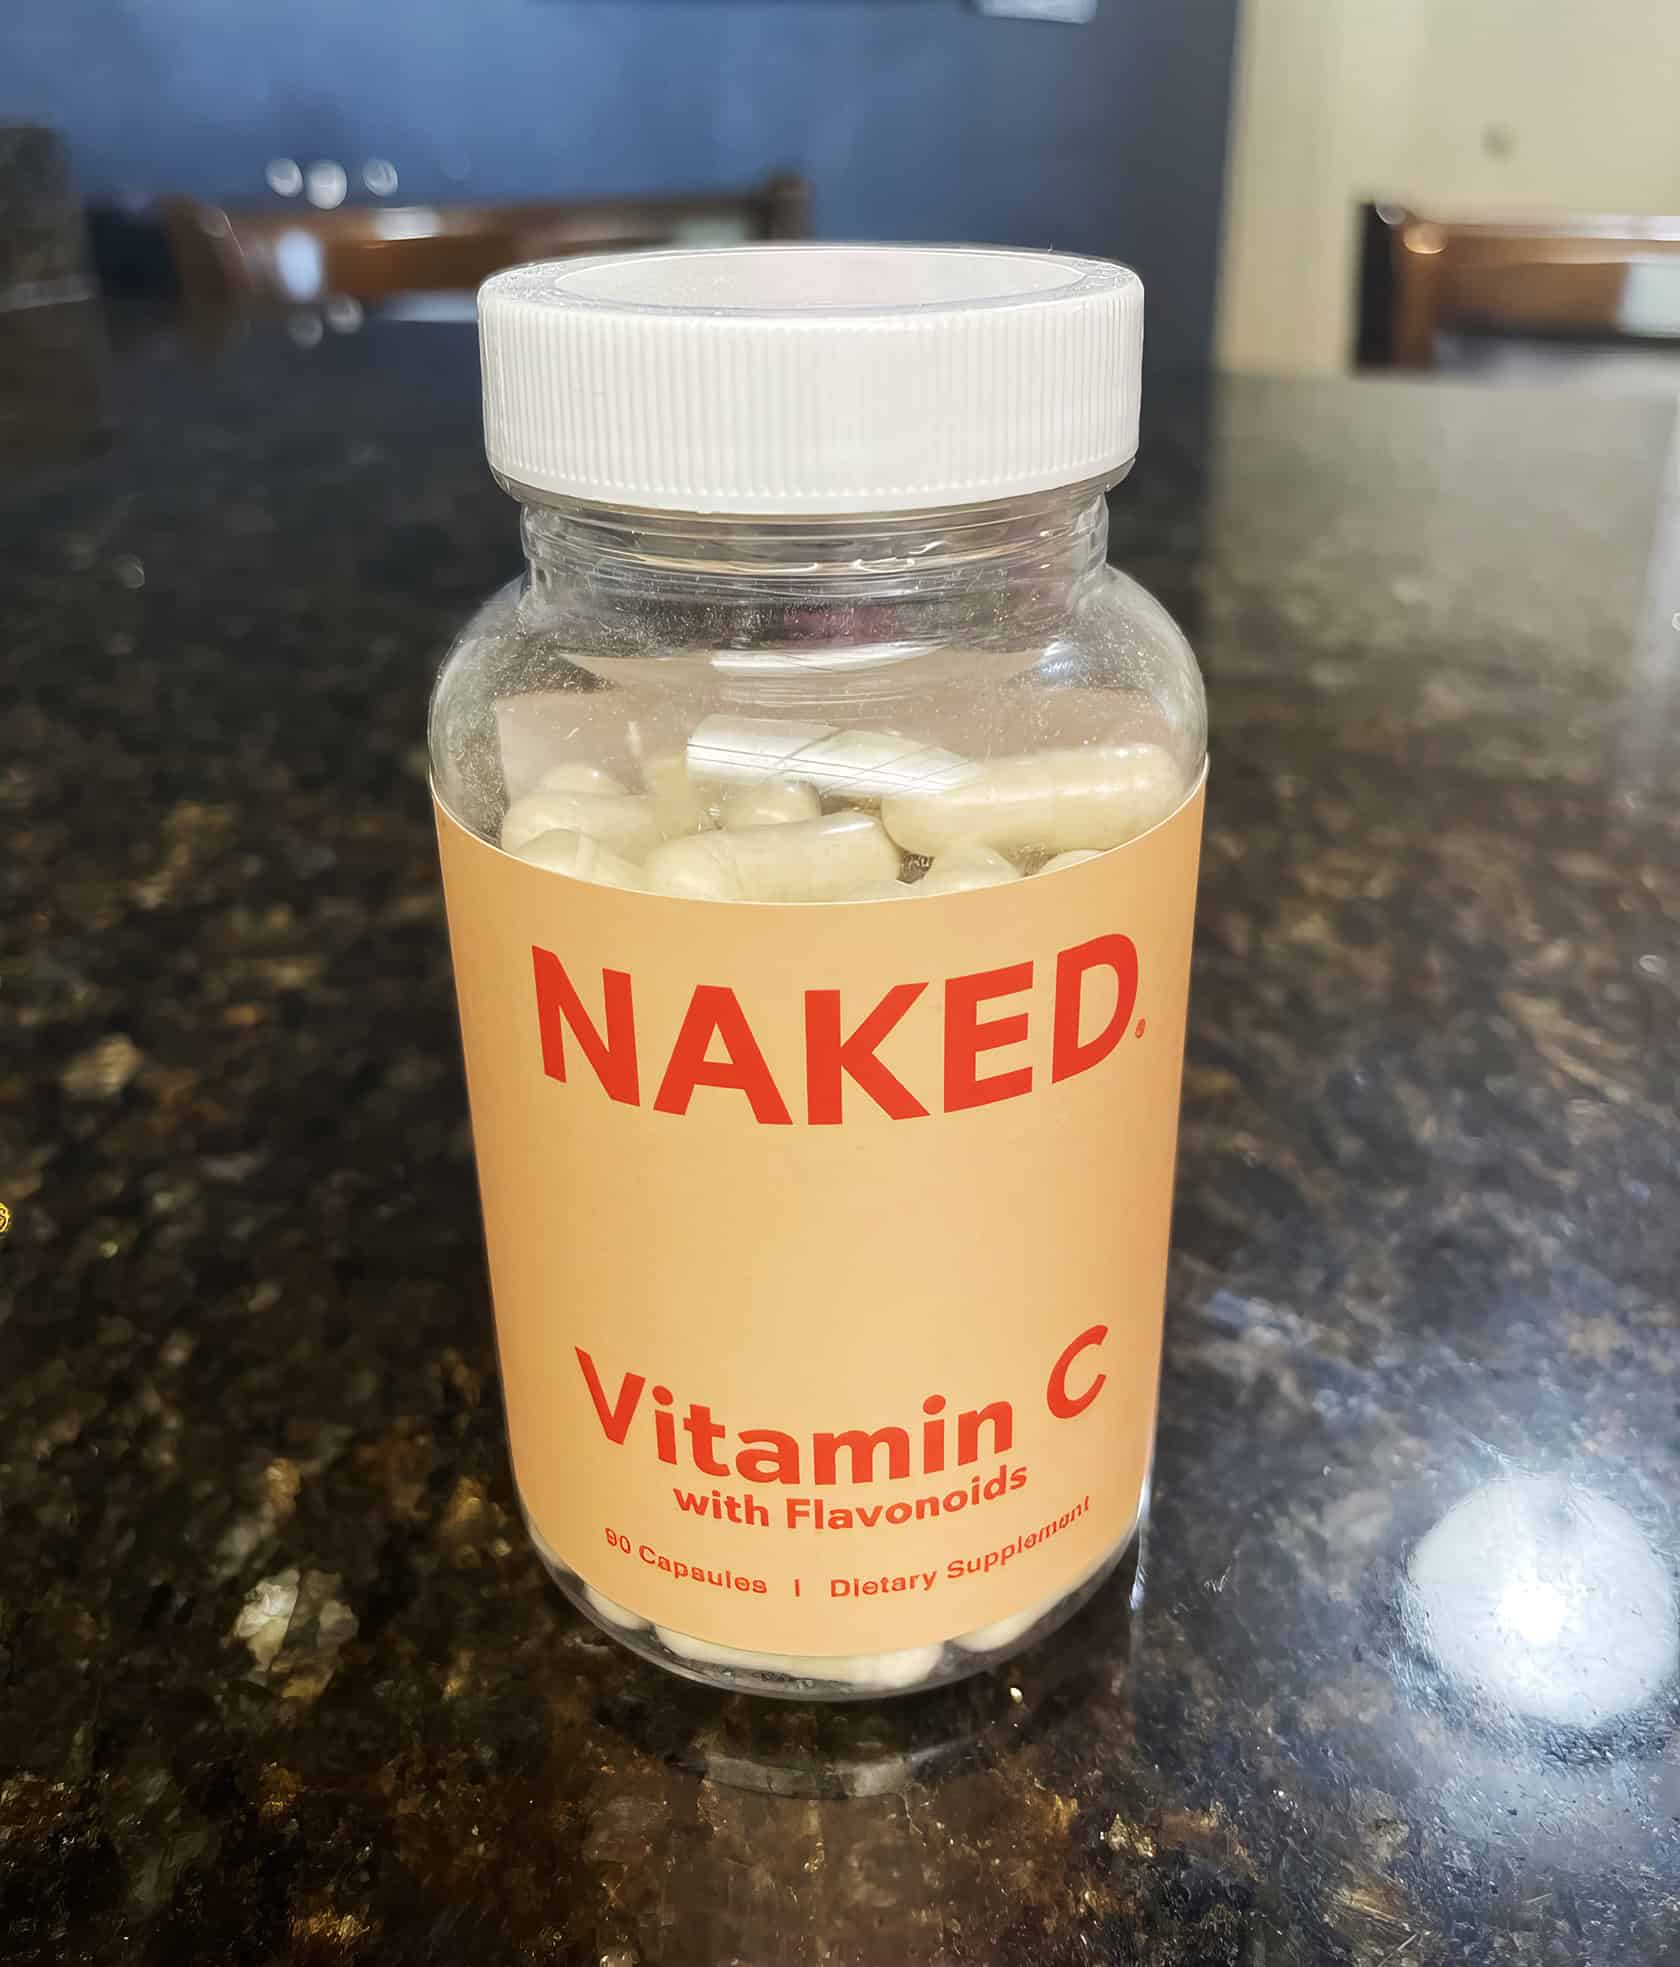 NAKED®
Vitamin C
with Flavonoids
90 Capsules | Dietary Supplement